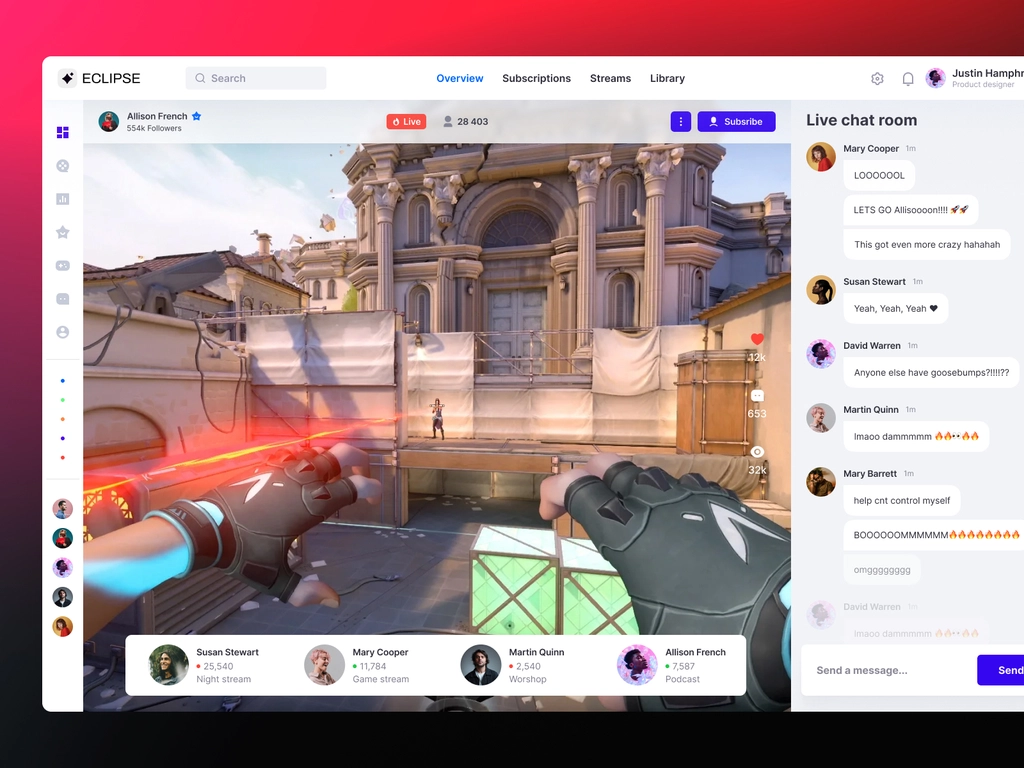 ECLIPSE
Search
Overview
Subscriptions
Streams
Library
Justin Hamphr
Product designer
Allison French
554k Followers
Live
28 403
Subsribe
12k
653
32k
Susan Stewart
25,540
Night stream
Mary Cooper
11,784
Game stream
Martin Quinn
2,540
Worshop
Allison French
7,587
Podcast
Live chat room
Mary Cooper 1m
LOOOOOOL
LETS GO Allisoooon!!!! 🚀🚀
This got even more crazy hahahah
Susan Stewart 1m
Yeah, Yeah, Yeah ♥
David Warren 1m
Anyone else have goosebumps?!!!!??
Martin Quinn 1m
lmaoo dammmmm 🔥🔥👀🔥🔥
Mary Barrett 1m
help cnt control myself
BOOOOOOMMMMMM🔥🔥🔥🔥🔥🔥🔥🔥
omggggggggg
David Warren 1m
lmaoo dammmmm 🔥🔥👀🔥🔥
Send a message...
Send